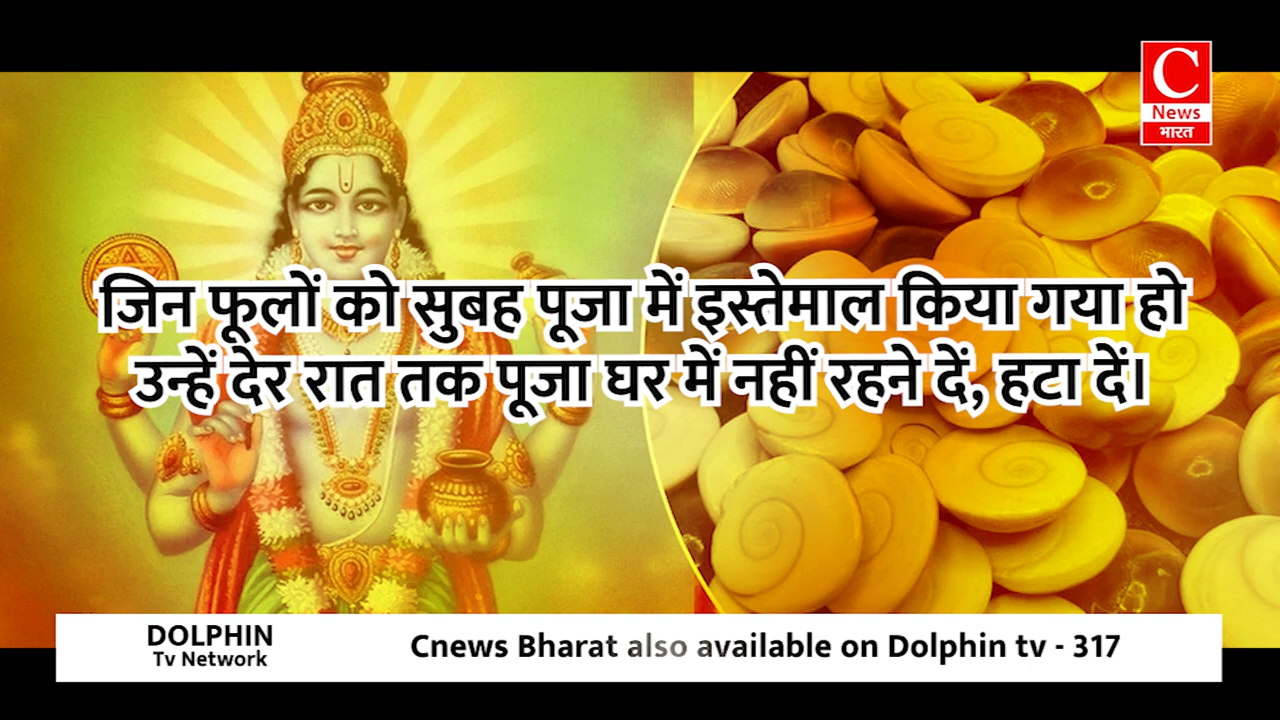 C
News
भारत
जिन फूलों को सुबह पूजा में इस्तेमाल किया गया हो
उन्हें देर रात तक पूजा घर में नहीं रहने दें, हटा दें।
DOLPHIN
Tv Network
Cnews Bharat also available on Dolphin tv - 317